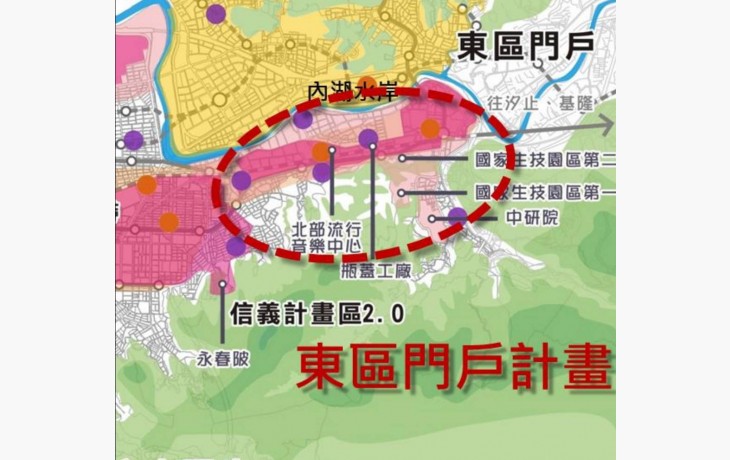 東區門戶
內湖水岸
往汐止、基隆
國家生技園區第二
國家生技園區第一
中研院
北部流行
音樂中心
瓶蓋工廠
信義計畫區2.0
永春陂
東區門戶計畫